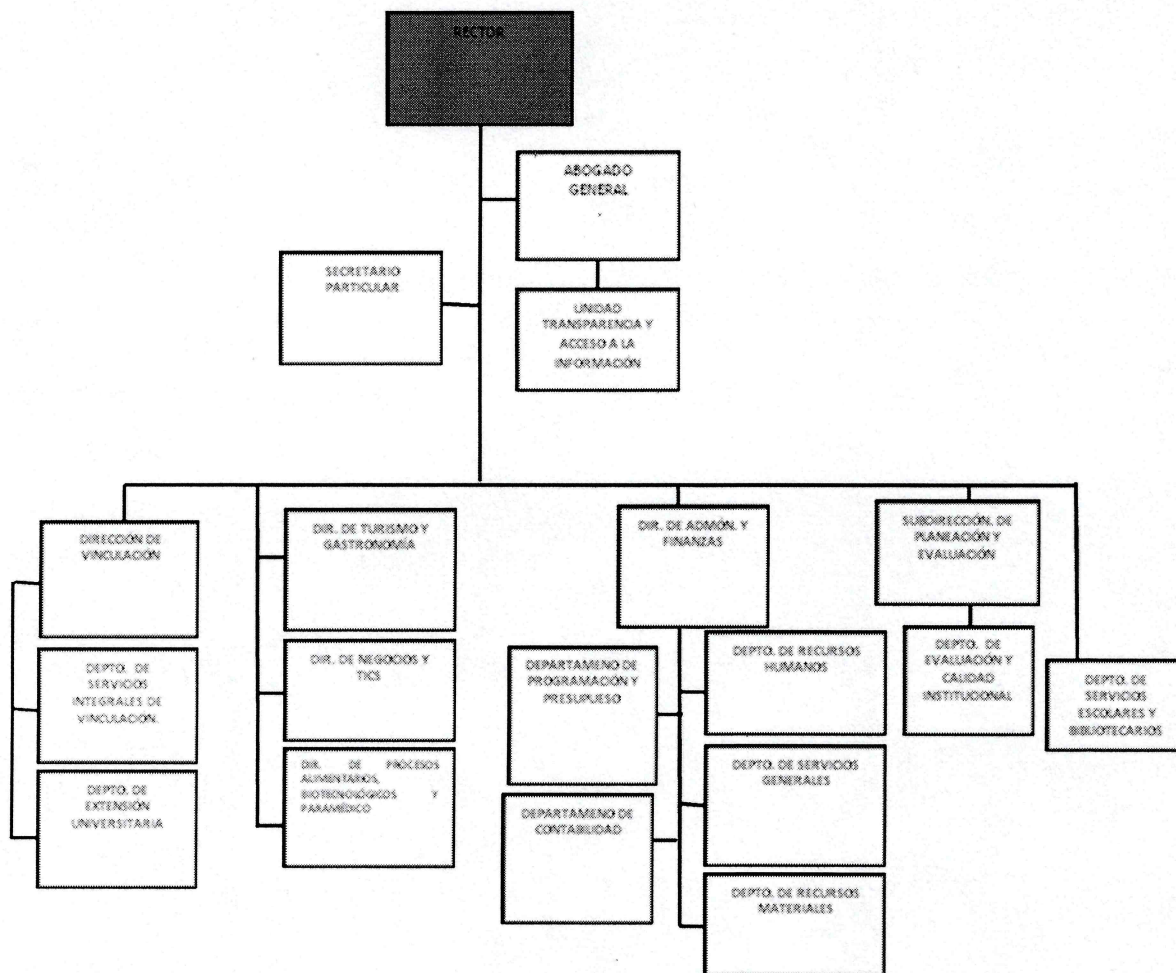 RECTOR
ABOGADO
GENERAL
SECRETARIO
PARTICULAR
UNIDAD
TRANSPARENCIA Y
ACCESO A LA
INFORMACIÓN
DIRECCIÓN DE
VINCULACIÓN
DEPTO. DE
SERVICIOS
INTEGRALES DE
VINCULACIÓN.
DEPTO. DE
EXTENSIÓN
UNIVERSITARIA
DIR. DE TURISMO Y
GASTRONOMÍA
DIR. DE NEGOCIOS Y
TICS
DIR. DE PROCESOS
ALIMENTARIOS,
BIOTECNOLÓGICOS Y
PARAMÉDICO
DIR. DE ADMÓN. Y
FINANZAS
DEPARTAMENO DE
PROGRAMACIÓN Y
PRESUPUESO
DEPARTAMENO DE
CONTABILIDAD
DEPTO. DE RECURSOS
HUMANOS
DEPTO. DE SERVICIOS
GENERALES
DEPTO. DE RECURSOS
MATERIALES
SUBDIRECCIÓN. DE
PLANEACIÓN Y
EVALUACIÓN
DEPTO. DE
EVALUACIÓN Y
CALIDAD
INSTITUCIONAL
DEPTO. DE
SERVICIOS
ESCOLARES Y
BIBLIOTECARIOS